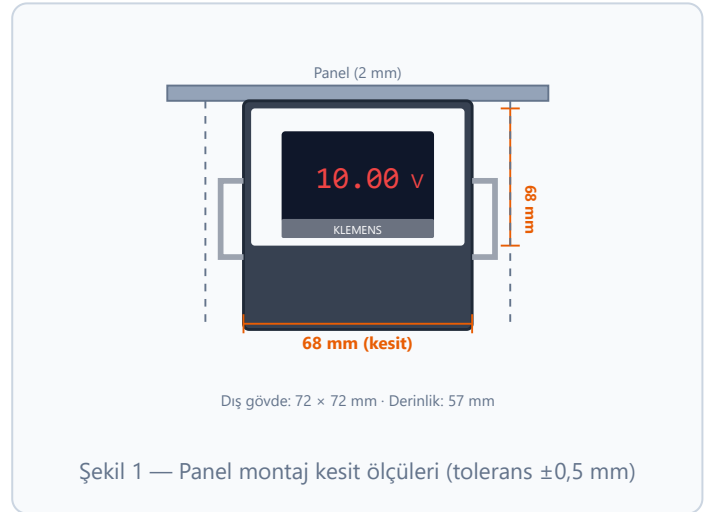 Panel (2 mm)
10.00 V
KLEMENS
68 mm
68 mm (kesit)
Dış gövde: 72 × 72 mm · Derinlik: 57 mm
Şekil 1 — Panel montaj kesit ölçüleri (tolerans ±0,5 mm)